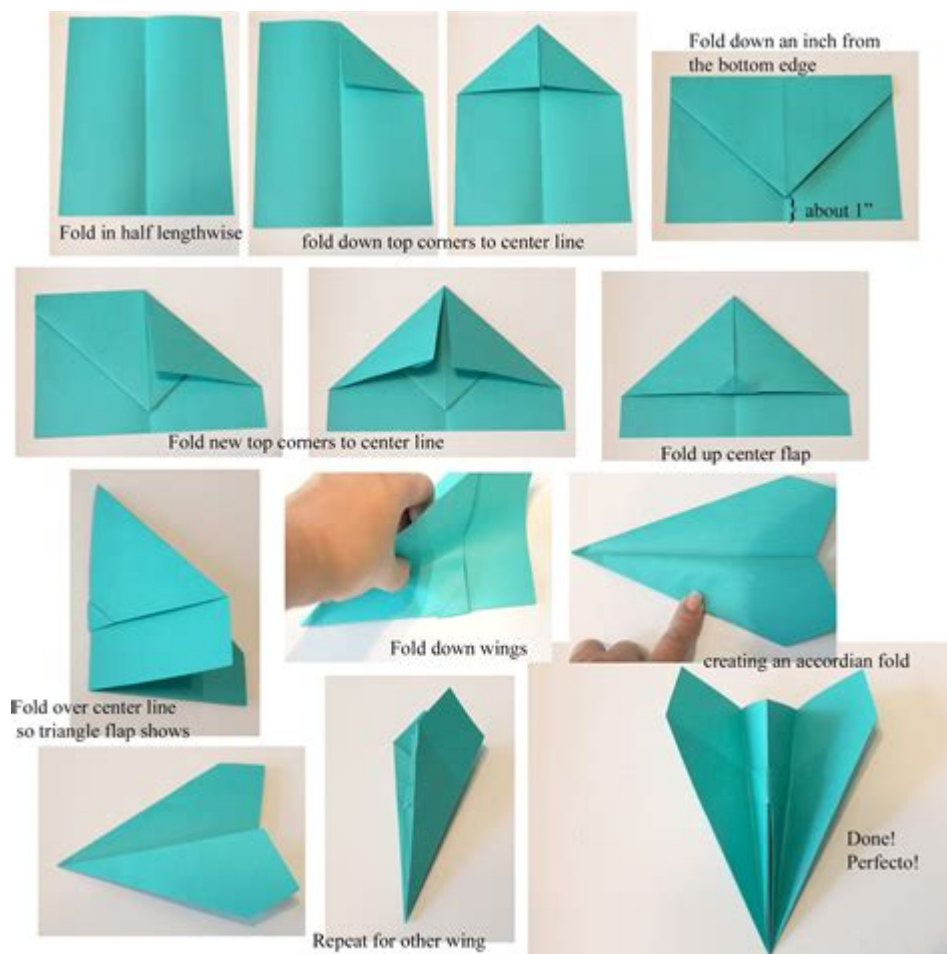 Fold in half lengthwise
fold down top corners to center line
Fold down an inch from
the bottom edge
} about 1”
Fold new top corners to center line
Fold up center flap
Fold over center line
so triangle flap shows
Fold down wings
creating an accordian fold
Repeat for other wing
Done!
Perfecto!